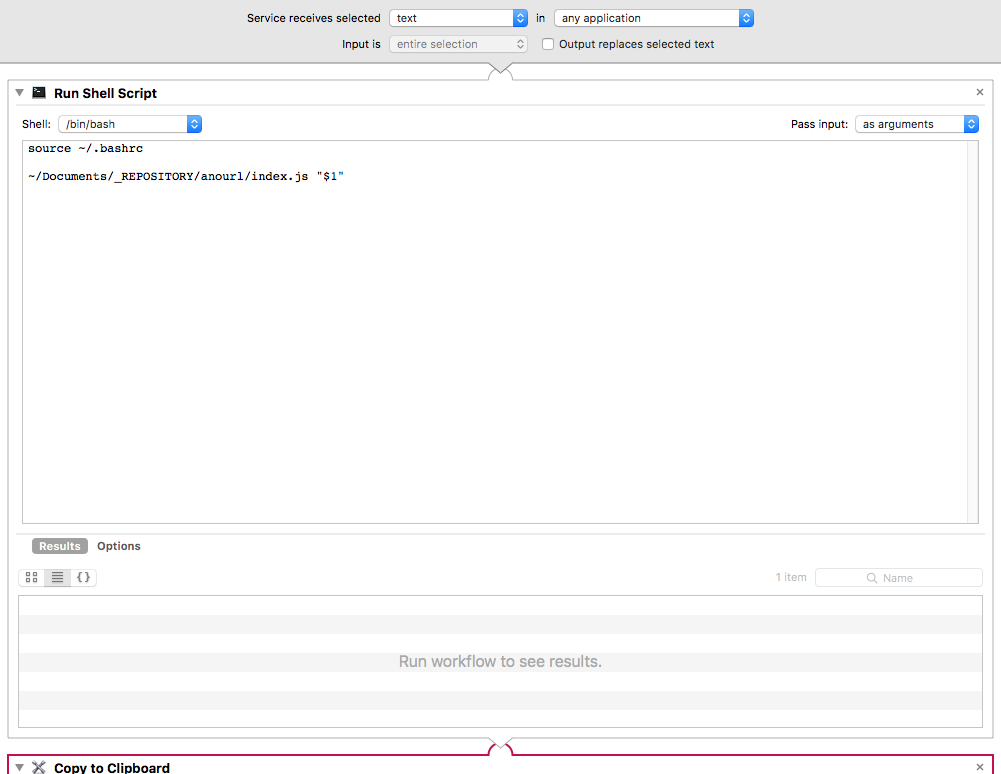 Service receives selected text in any application
Input is entire selection Output replaces selected text
Run Shell Script
Shell: /bin/bash Pass input: as arguments
source ~/.bashrc
~/Documents/_REPOSITORY/anourl/index.js "$1"
Results Options
1 item Name
Run workflow to see results.
Copy to Clipboard